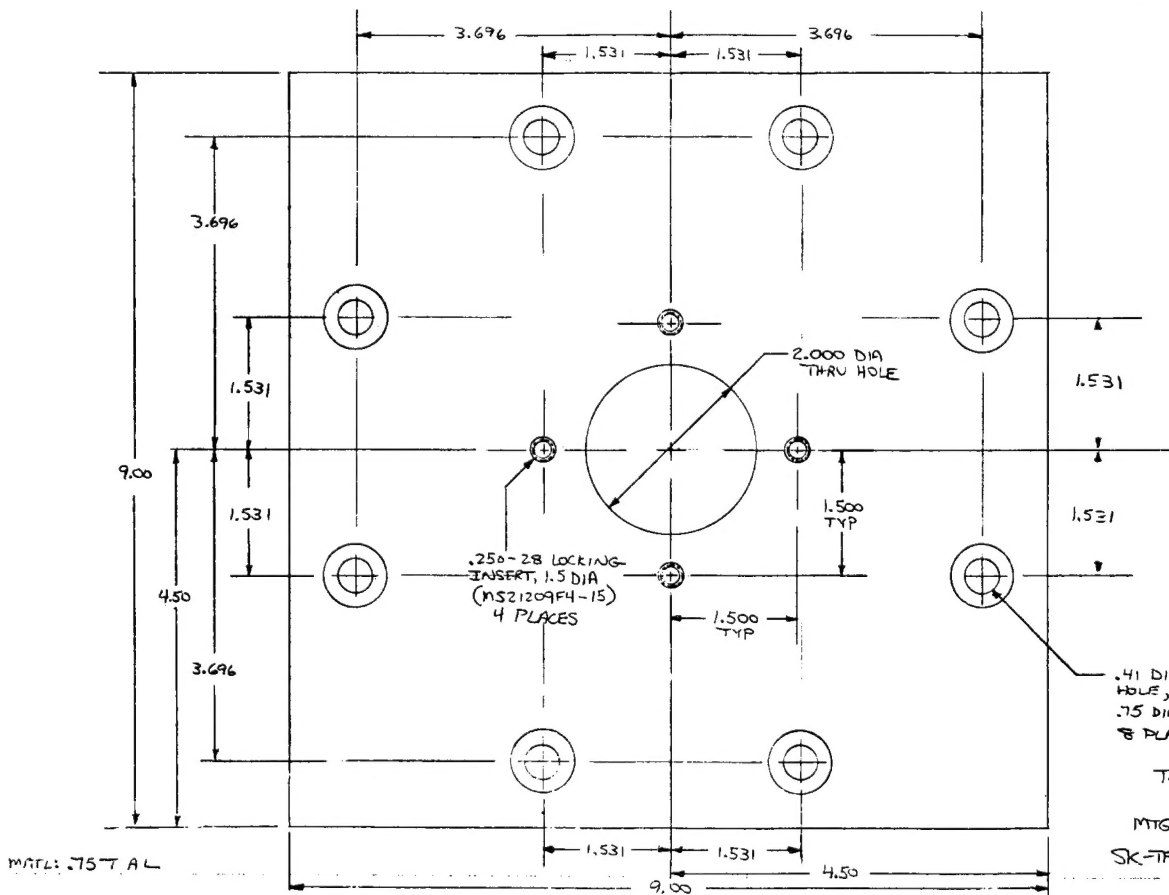 3.696
3.696
1.531
1.531
3.696
1.531
1.531
9.00
4.50
1.531
1.531
3.696
2.000 DIA
THRU HOLE
1.500
TYP
1.500
TYP
.250-28 LOCKING
INSERT, 1.5 DIA
(MS21209F4-15)
4 PLACES
.41 DI
HOLE,
.75 DI
8 PLA
T
MTG
SK-
MATL: .75 T AL
1.531
1.531
4.50
9.00